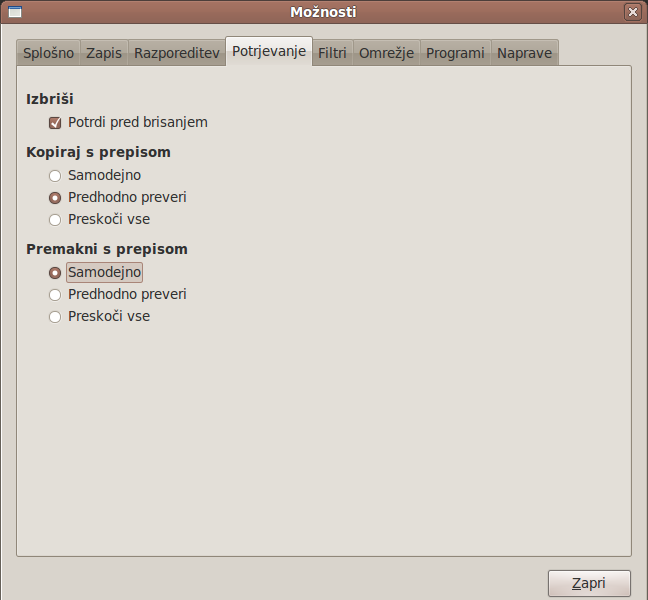 Možnosti
Splošno Zapis Razporeditev Potrjevanje Filtri Omrežje Programi Naprave
Izbriši
Potrdi pred brisanjem
Kopiraj s prepisom
Samodejno
Predhodno preveri
Preskoči vse
Premakni s prepisom
Samodejno
Predhodno preveri
Preskoči vse
Zapri